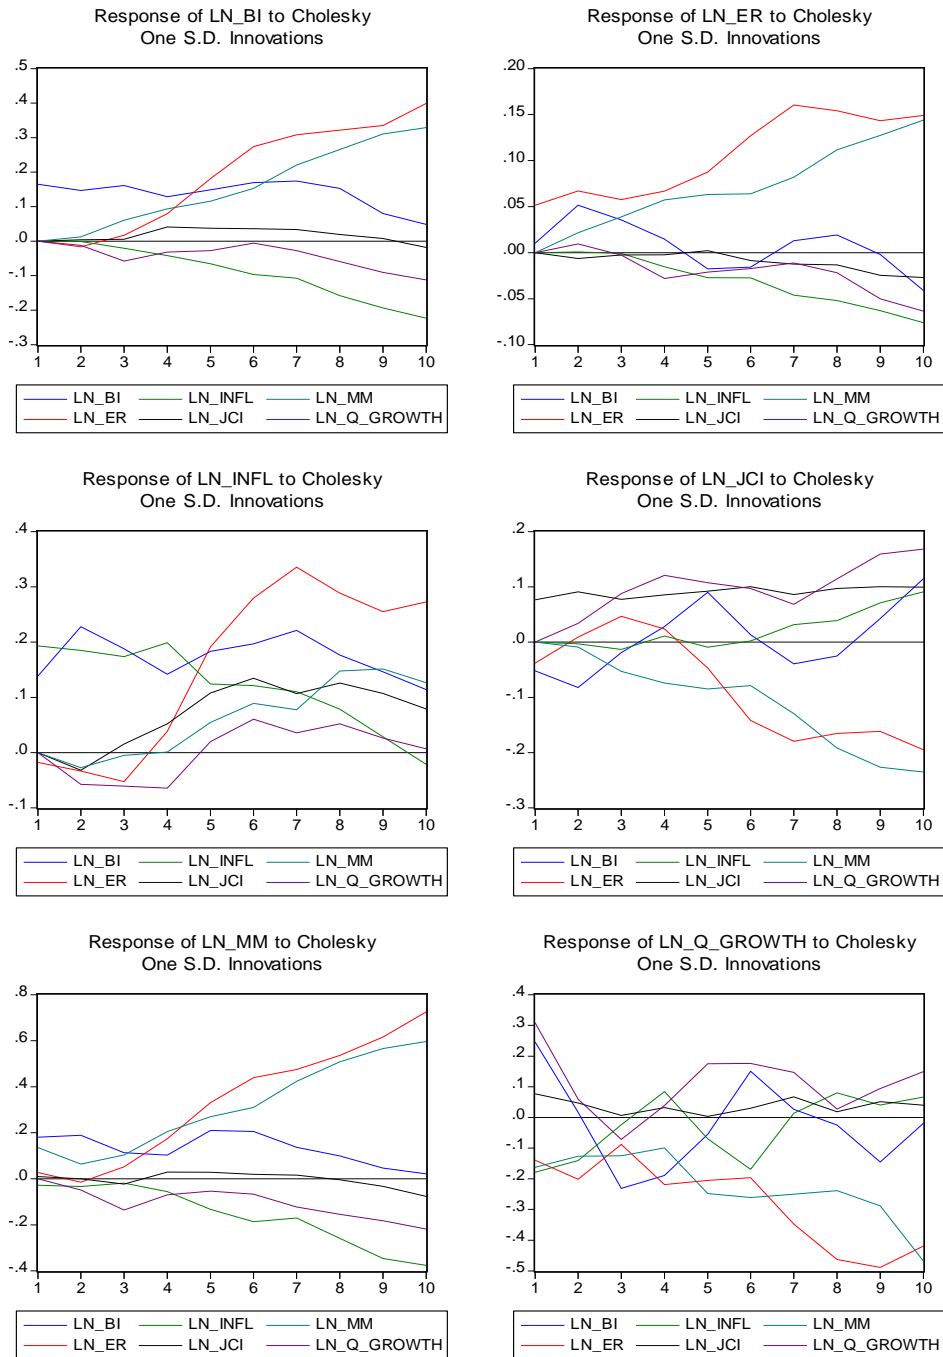 Response of LN_BI to Cholesky
One S.D. Innovations
.5
.4
.3
.2
.1
.0
-.1
-.2
-.3
1 2 3 4 5 6 7 8 9 10
LN_BI LN_INFL LN_MM
LN_ER LN_JCI LN_Q_GROWTH
Response of LN_ER to Cholesky
One S.D. Innovations
.20
.15
.10
.05
.00
-.05
-.10
1 2 3 4 5 6 7 8 9 10
LN_BI LN_INFL LN_MM
LN_ER LN_JCI LN_Q_GROWTH
Response of LN_INFL to Cholesky
One S.D. Innovations
.4
.3
.2
.1
.0
-.1
1 2 3 4 5 6 7 8 9 10
LN_BI LN_INFL LN_MM
LN_ER LN_JCI LN_Q_GROWTH
Response of LN_JCI to Cholesky
One S.D. Innovations
.2
.1
.0
-.1
-.2
-.3
1 2 3 4 5 6 7 8 9 10
LN_BI LN_INFL LN_MM
LN_ER LN_JCI LN_Q_GROWTH
Response of LN_MM to Cholesky
One S.D. Innovations
.8
.6
.4
.2
.0
-.2
-.4
1 2 3 4 5 6 7 8 9 10
LN_BI LN_INFL LN_MM
LN_ER LN_JCI LN_Q_GROWTH
Response of LN_Q_GROWTH to Cholesky
One S.D. Innovations
.4
.3
.2
.1
.0
-.1
-.2
-.3
-.4
-.5
1 2 3 4 5 6 7 8 9 10
LN_BI LN_INFL LN_MM
LN_ER LN_JCI LN_Q_GROWTH